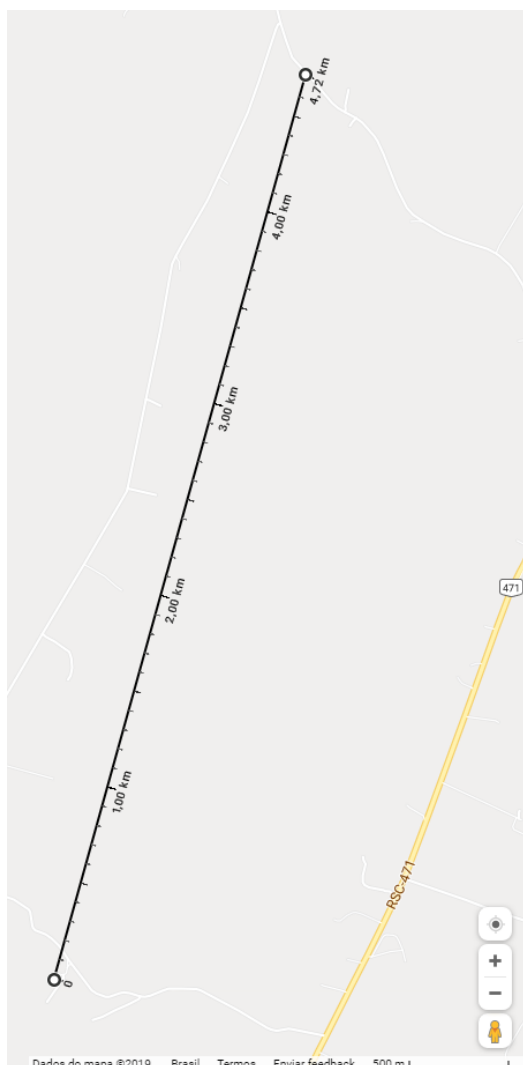 4,72 km
4,00 km
3,00 km
471
2,00 km
1,00 km
RSC-471
0
Dados do mapa ©2019 Brasil Termos Enviar feedback 500 m